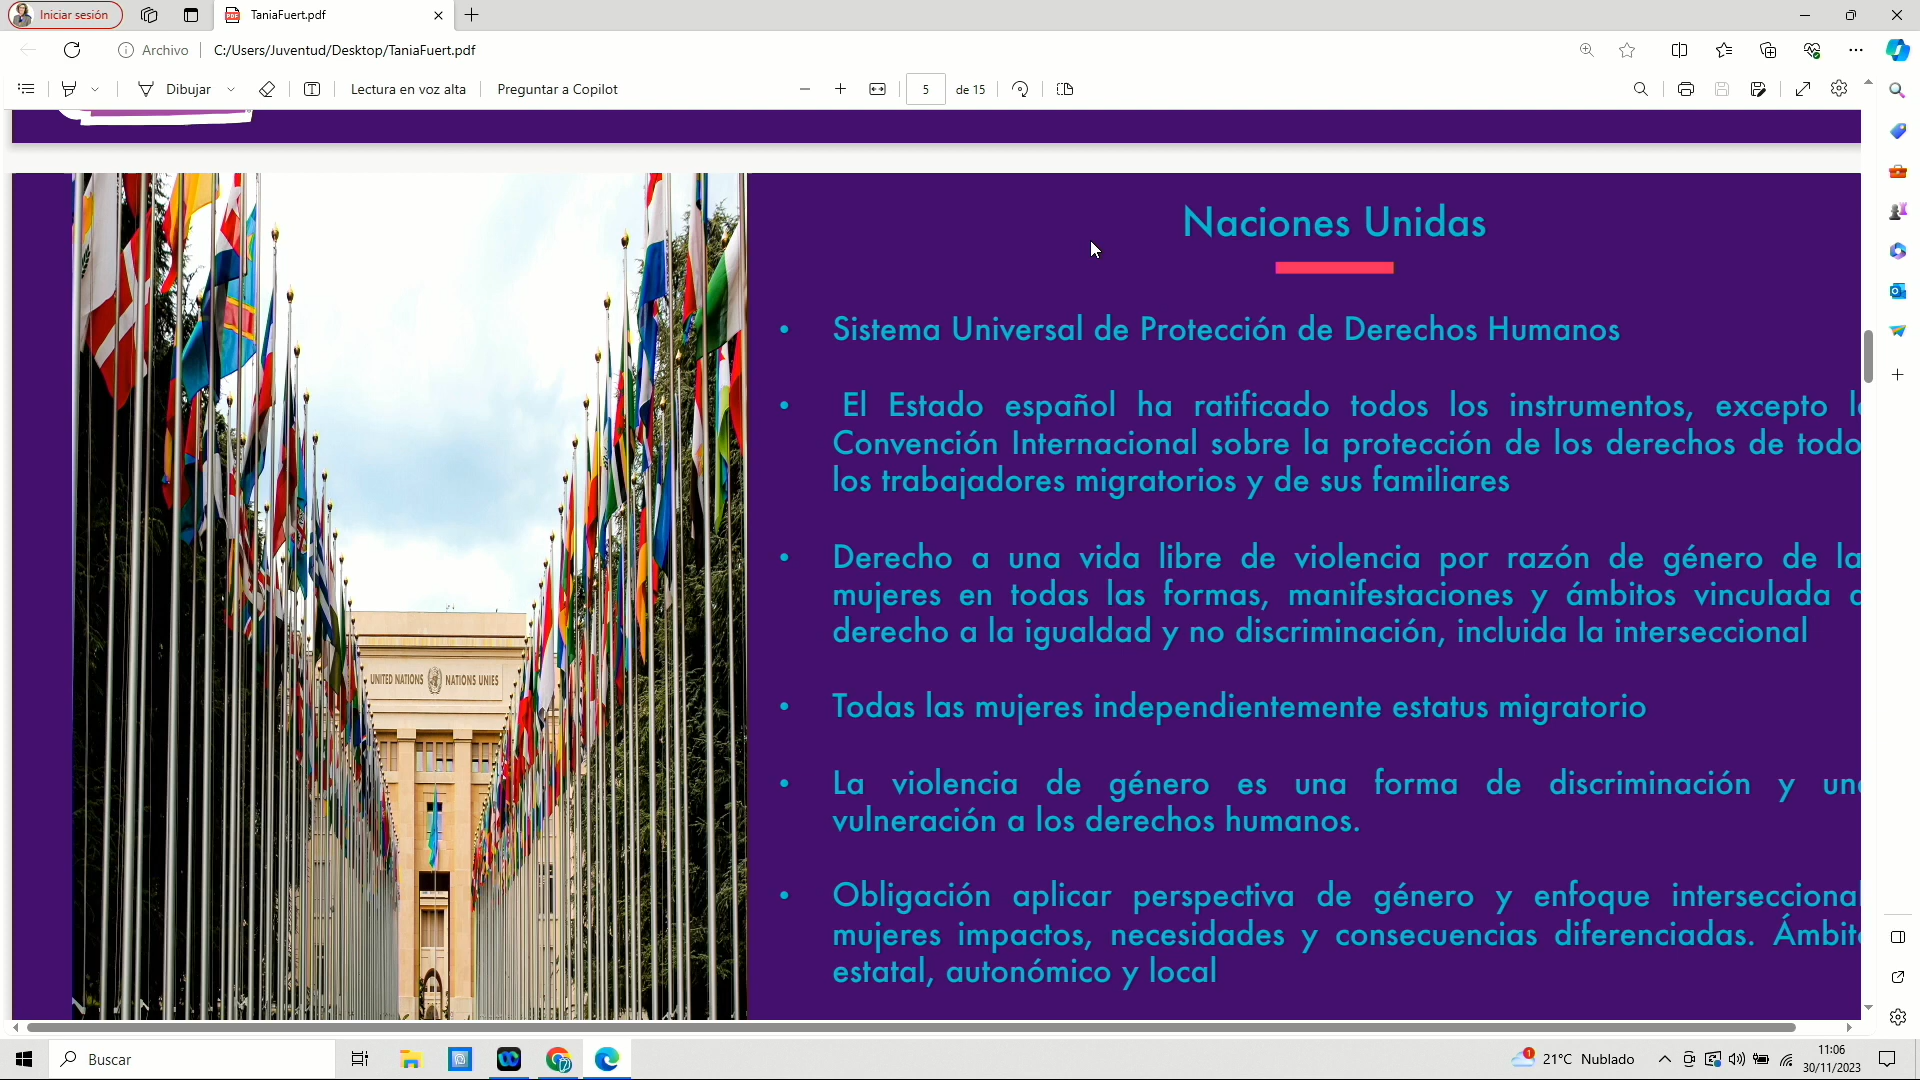 Iniciar sesión
TaniaFuert.pdf
Archivo
C:/Users/Juventud/Desktop/TaniaFuert.pdf
Dibujar
Lectura en voz alta
Preguntar a Copilot
5 de 15
Naciones Unidas
• Sistema Universal de Protección de Derechos Humanos
• El Estado español ha ratificado todos los instrumentos, excepto
Convención Internacional sobre la protección de los derechos de todo
los trabajadores migratorios y de sus familiares
• Derecho a una vida libre de violencia por razón de género de la
mujeres en todas las formas, manifestaciones y ámbitos vinculada
derecho a la igualdad y no discriminación, incluida la interseccional
• Todas las mujeres independientemente estatus migratorio
• La violencia de género es una forma de discriminación y un
vulneración a los derechos humanos.
• Obligación aplicar perspectiva de género y enfoque interseccional
mujeres impactos, necesidades y consecuencias diferenciadas. Ámbit
estatal, autonómico y local
UNITED NATIONS NATIONS UNIES
Buscar
1
21°C Nublado
11:06
30/11/2023